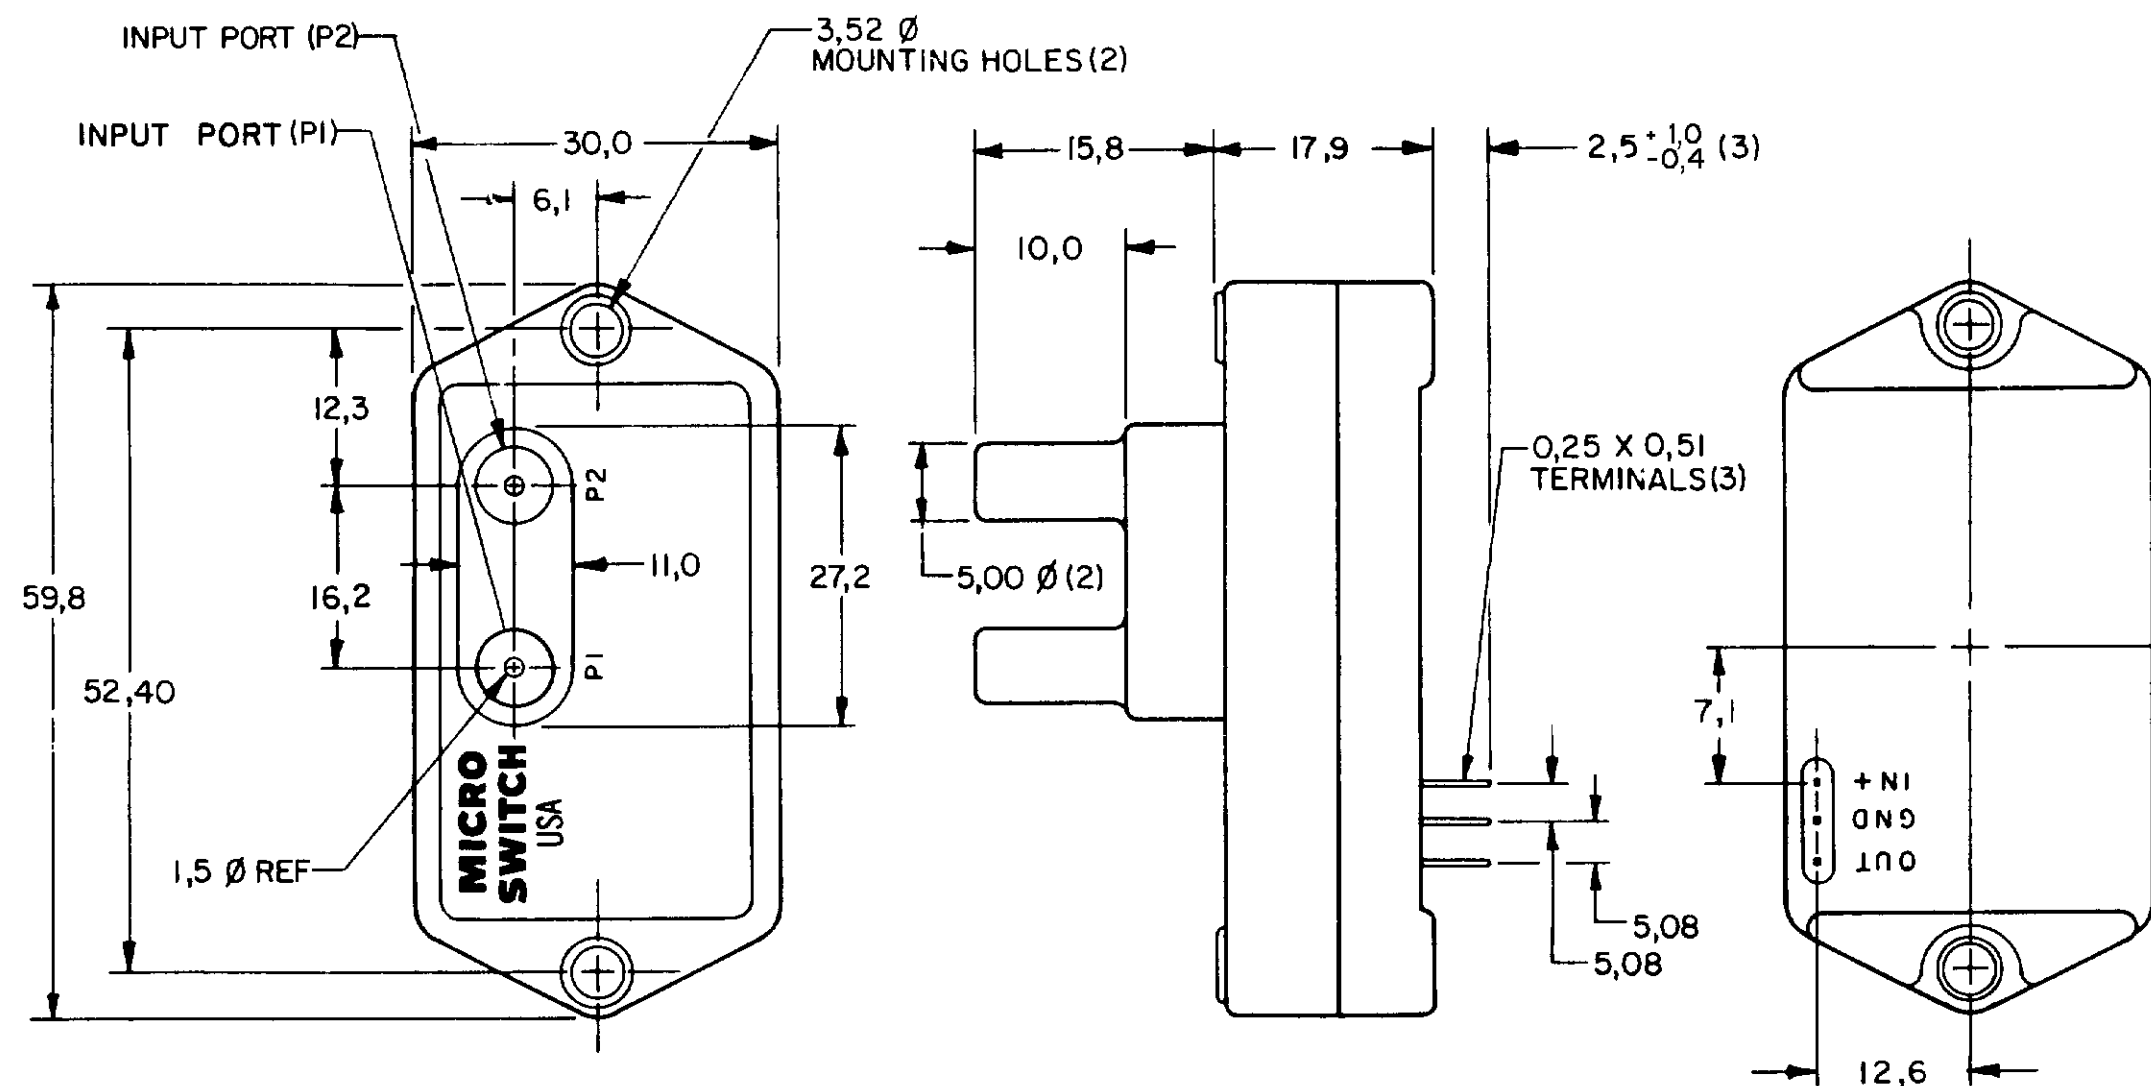 INPUT PORT (P2)
3,52 Ø
MOUNTING HOLES (2)
INPUT PORT (P1)
30,0
15,8
17,9
2,5 +1,0 -0,4 (3)
6,1
10,0
12,3
0,25 X 0,51
TERMINALS (3)
P2
59,8
16,2
11,0
27,2
5,00 Ø (2)
P1
52,40
7,1
MICRO
SWITCH
USA
IN +
GND
OUT
1,5 Ø REF
5,08
5,08
12,6